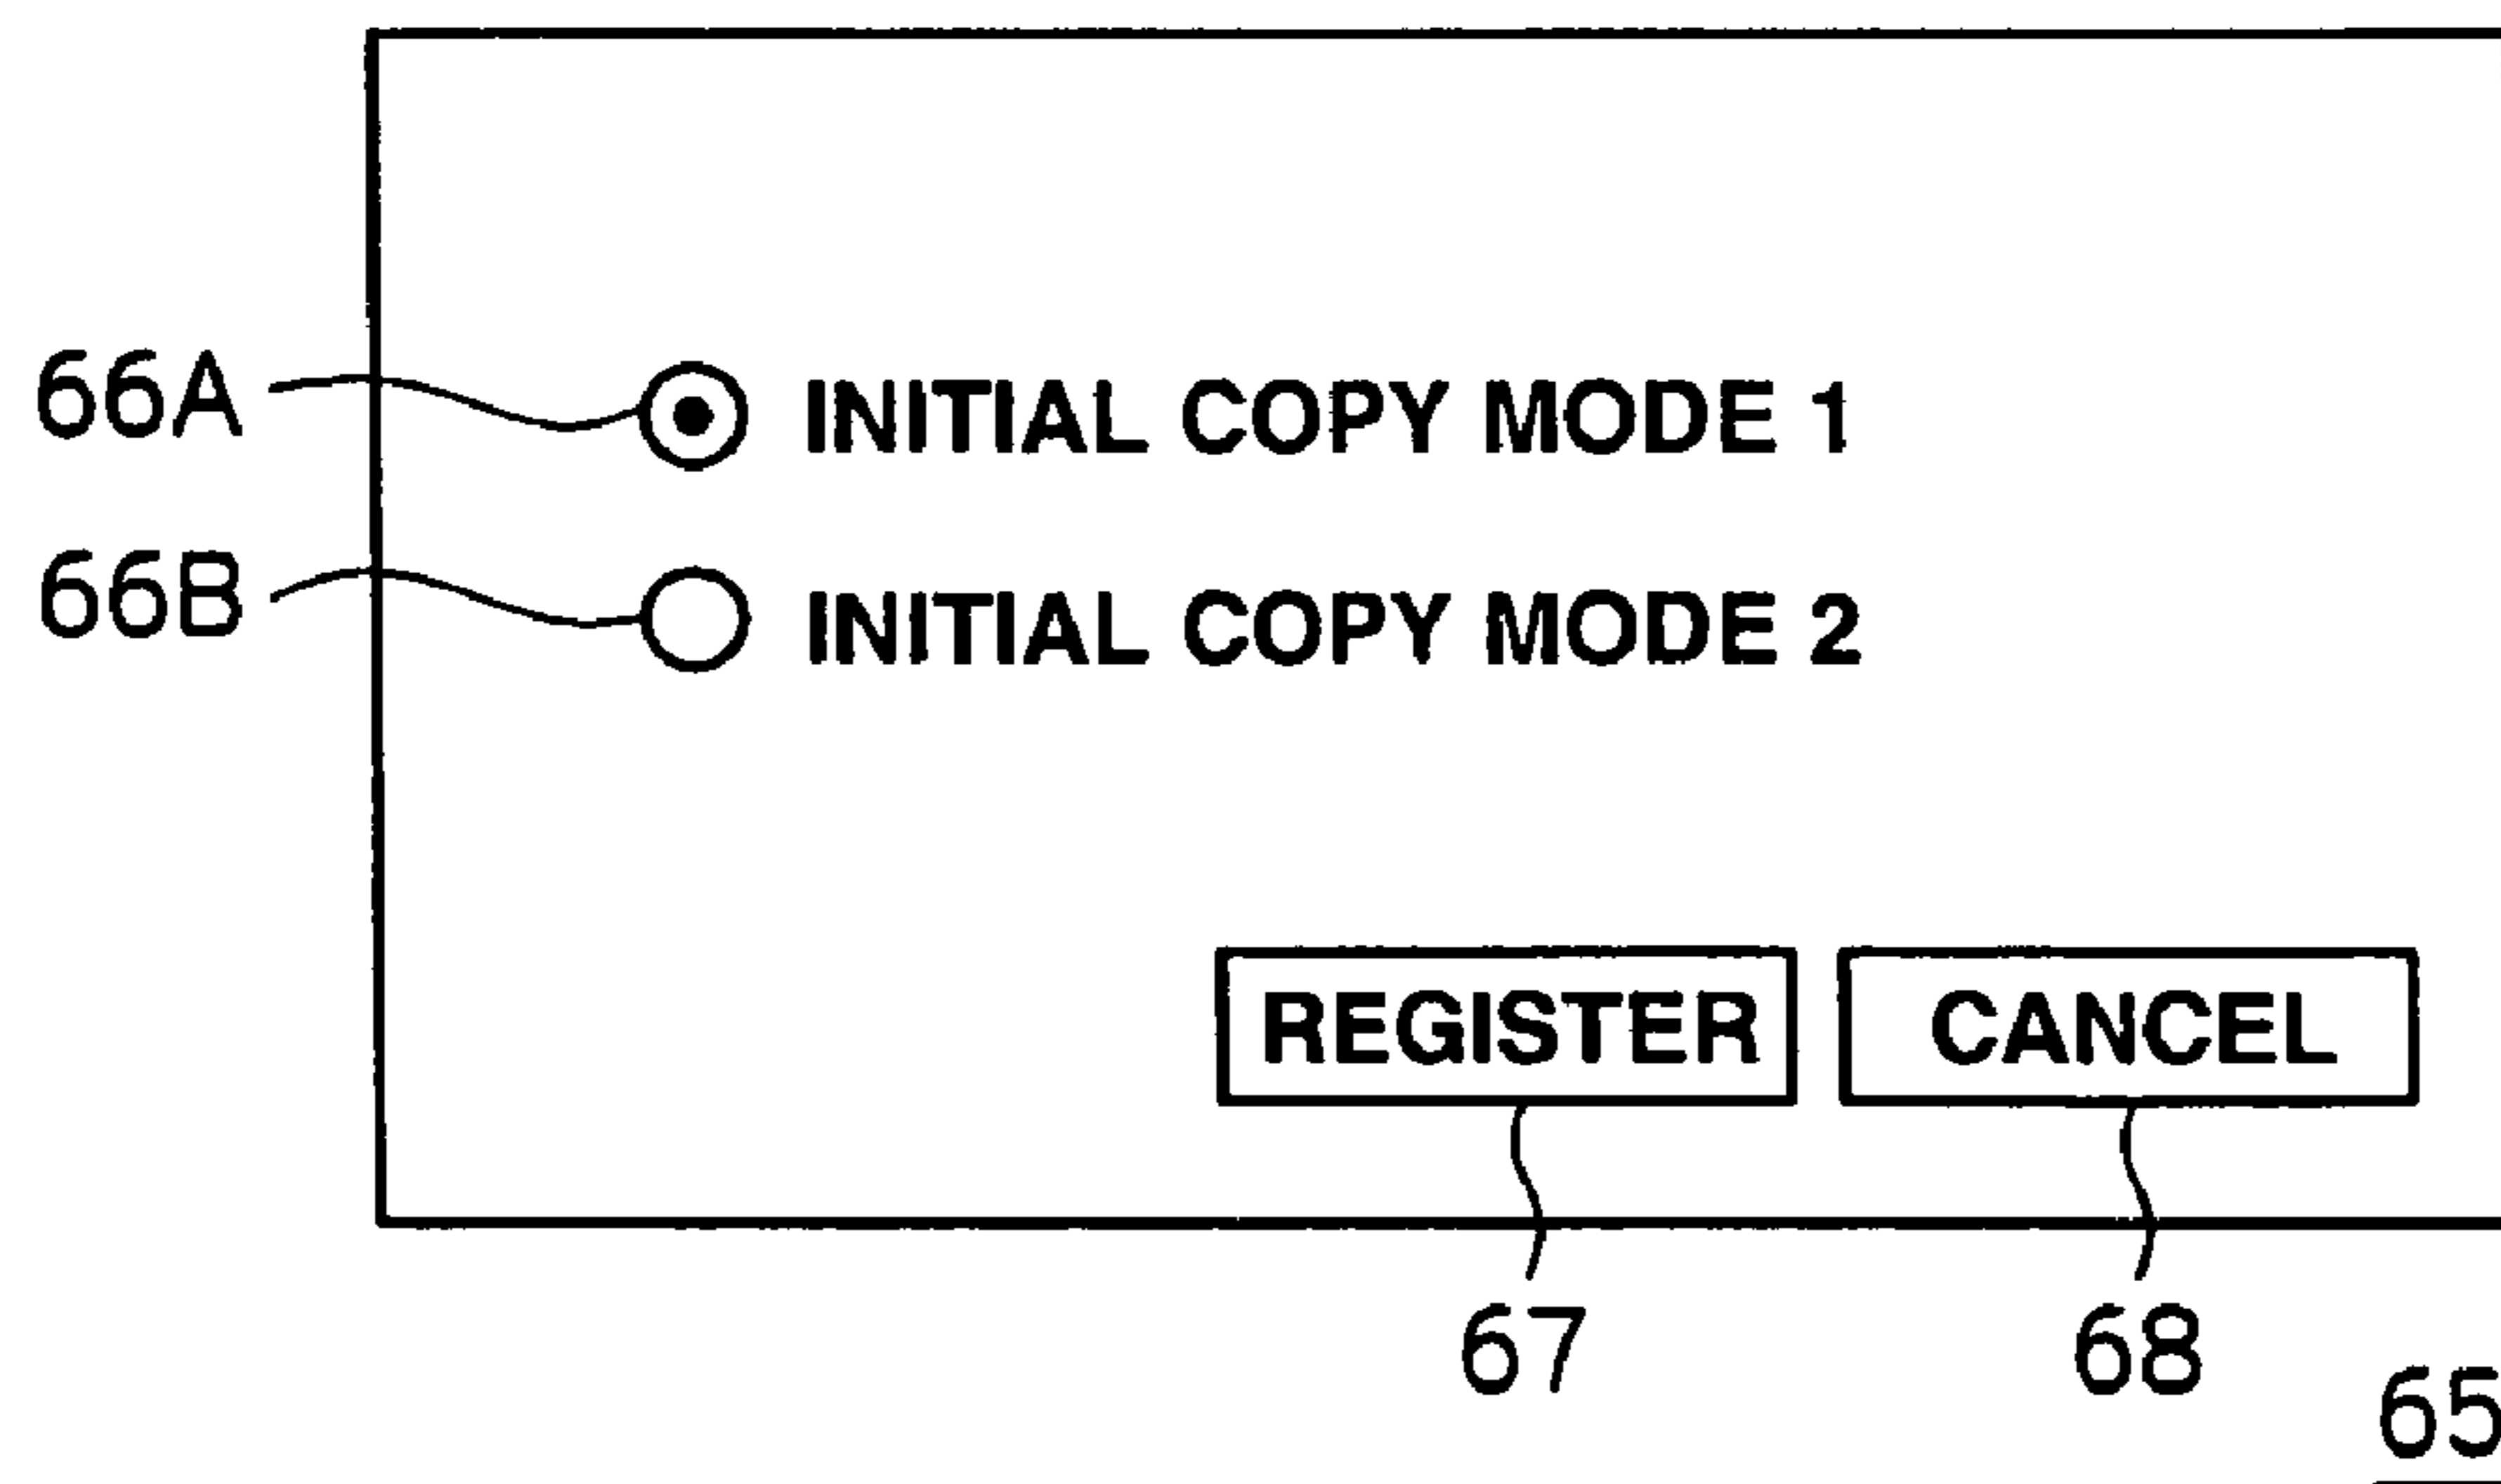 66A INITIAL COPY MODE 1
66B INITIAL COPY MODE 2
REGISTER CANCEL
67 68
65